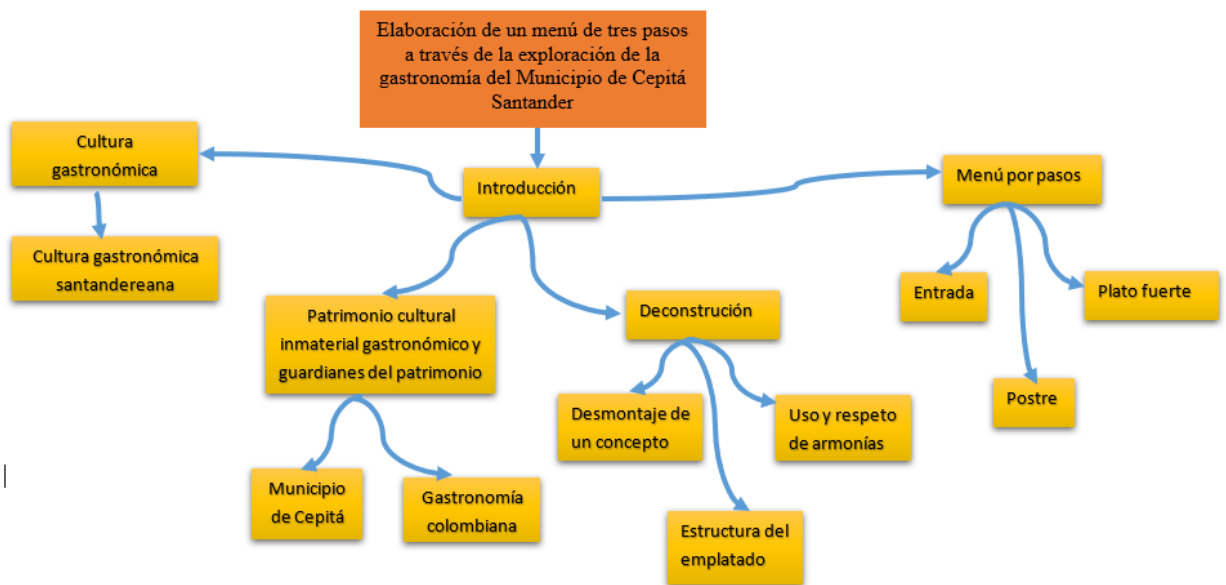 Elaboración de un menú de tres pasos
a través de la exploración de la
gastronomía del Municipio de Cepitá
Santander
Cultura
gastronómica
Introducción
Menú por pasos
Cultura gastronómica
santandereana
Entrada
Plato fuerte
Patrimonio cultural
inmaterial gastronómico y
guardianes del patrimonio
Deconstrución
Postre
Desmontaje de
un concepto
Uso y respeto
de armonías
Municipio
de Cepitá
Gastronomía
colombiana
Estructura del
emplatado